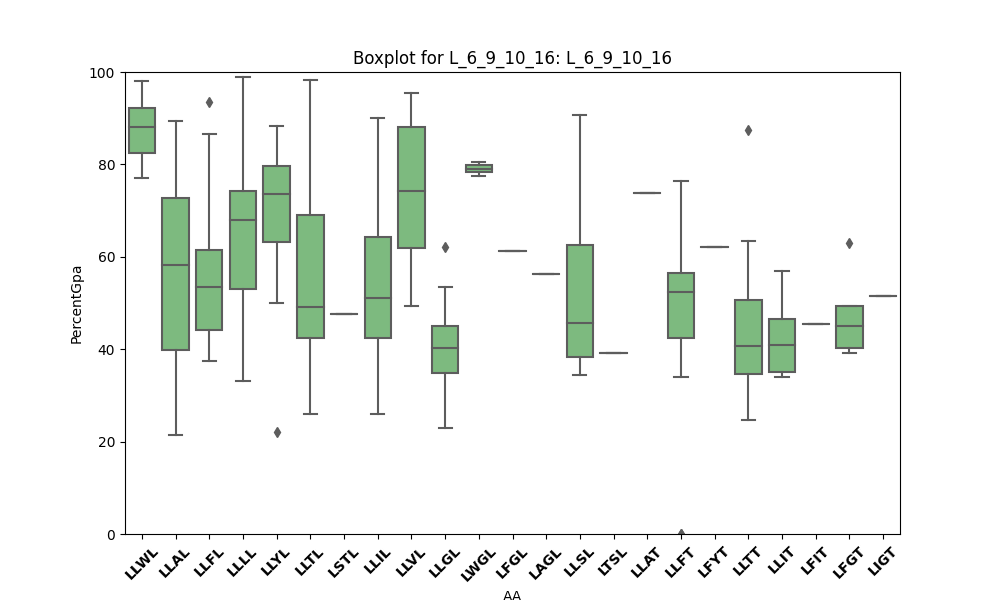 Boxplot for L_6_9_10_16: L_6_9_10_16
100
80
60
40
20
0
PercentGpa
LLWL
LLAL
LLFL
LLLL
LLYL
LLTL
LSTL
LLIL
LLVL
LLGL
LWGL
LFGL
LAGL
LLSL
LTSL
LLAT
LLFT
LFYT
LLTT
LLIT
LFIT
LFGT
LIGT
AA